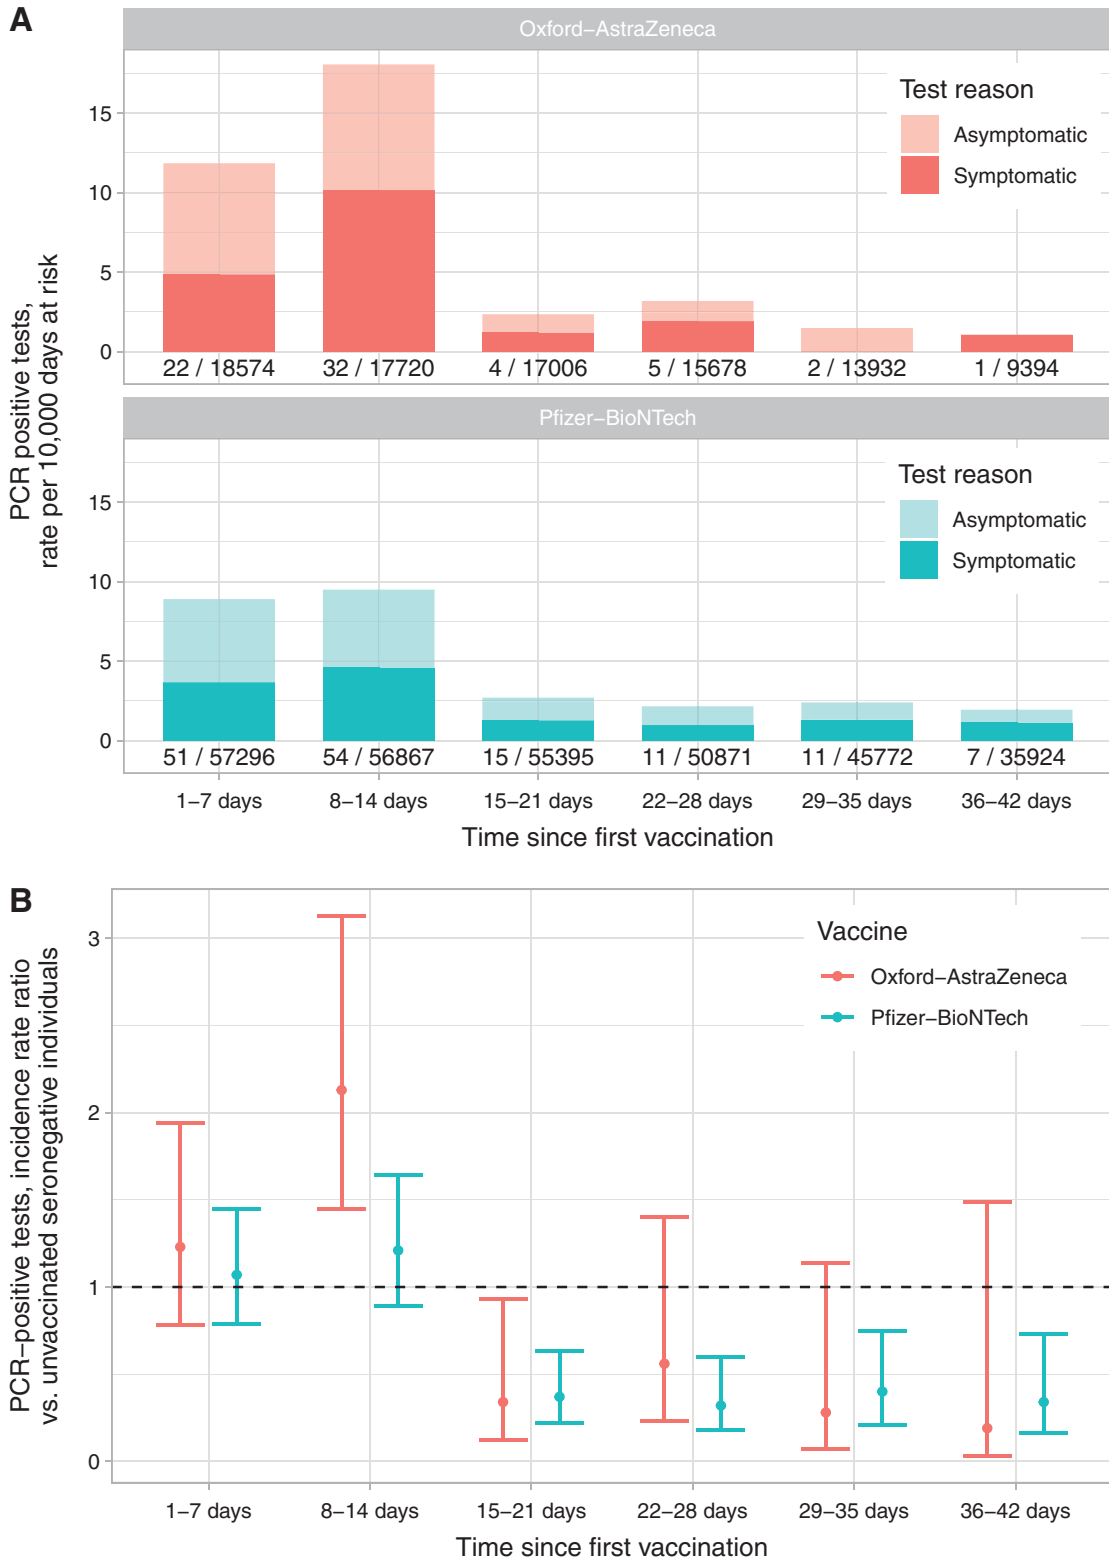 A
Oxford−AstraZeneca
PCR positive tests,
rate per 10,000 days at risk
15
10
5
0
Test reason
Asymptomatic
Symptomatic
22 / 18574
32 / 17720
4 / 17006
5 / 15678
2 / 13932
1 / 9394
Pfizer−BioNTech
15
10
5
0
Test reason
Asymptomatic
Symptomatic
51 / 57296
54 / 56867
15 / 55395
11 / 50871
11 / 45772
7 / 35924
1−7 days
8−14 days
15−21 days
22−28 days
29−35 days
36−42 days
Time since first vaccination
B
PCR−positive tests, incidence rate ratio
vs. unvaccinated seronegative individuals
3
2
1
0
Vaccine
Oxford−AstraZeneca
Pfizer−BioNTech
1−7 days
8−14 days
15−21 days
22−28 days
29−35 days
36−42 days
Time since first vaccination